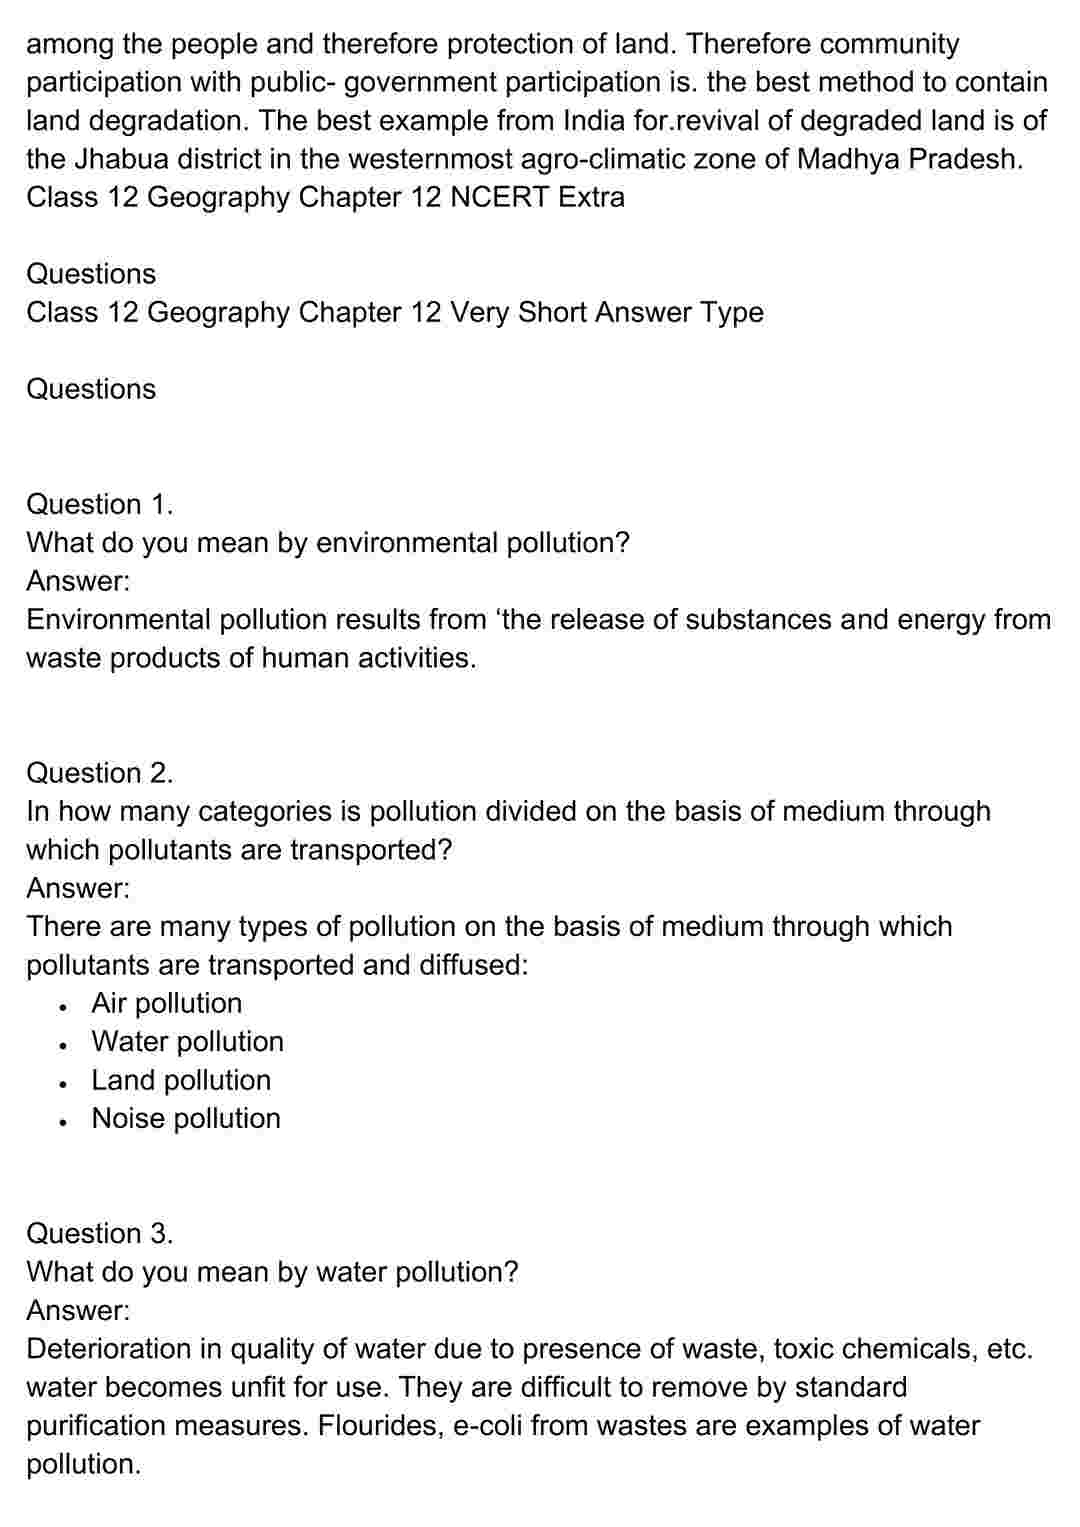 among the people and therefore protection of land. Therefore community
participation with public- government participation is. the best method to contain
land degradation. The best example from India for.revival of degraded land is of
the Jhabua district in the westernmost agro-climatic zone of Madhya Pradesh.
Class 12 Geography Chapter 12 NCERT Extra
Questions
Class 12 Geography Chapter 12 Very Short Answer Type
Questions
Question 1.
What do you mean by environmental pollution?
Answer:
Environmental pollution results from ‘the release of substances and energy from
waste products of human activities.
Question 2.
In how many categories is pollution divided on the basis of medium through
which pollutants are transported?
Answer:
There are many types of pollution on the basis of medium through which
pollutants are transported and diffused:
• Air pollution
• Water pollution
• Land pollution
• Noise pollution
Question 3.
What do you mean by water pollution?
Answer:
Deterioration in quality of water due to presence of waste, toxic chemicals, etc.
water becomes unfit for use. They are difficult to remove by standard
purification measures. Flourides, e-coli from wastes are examples of water
pollution.